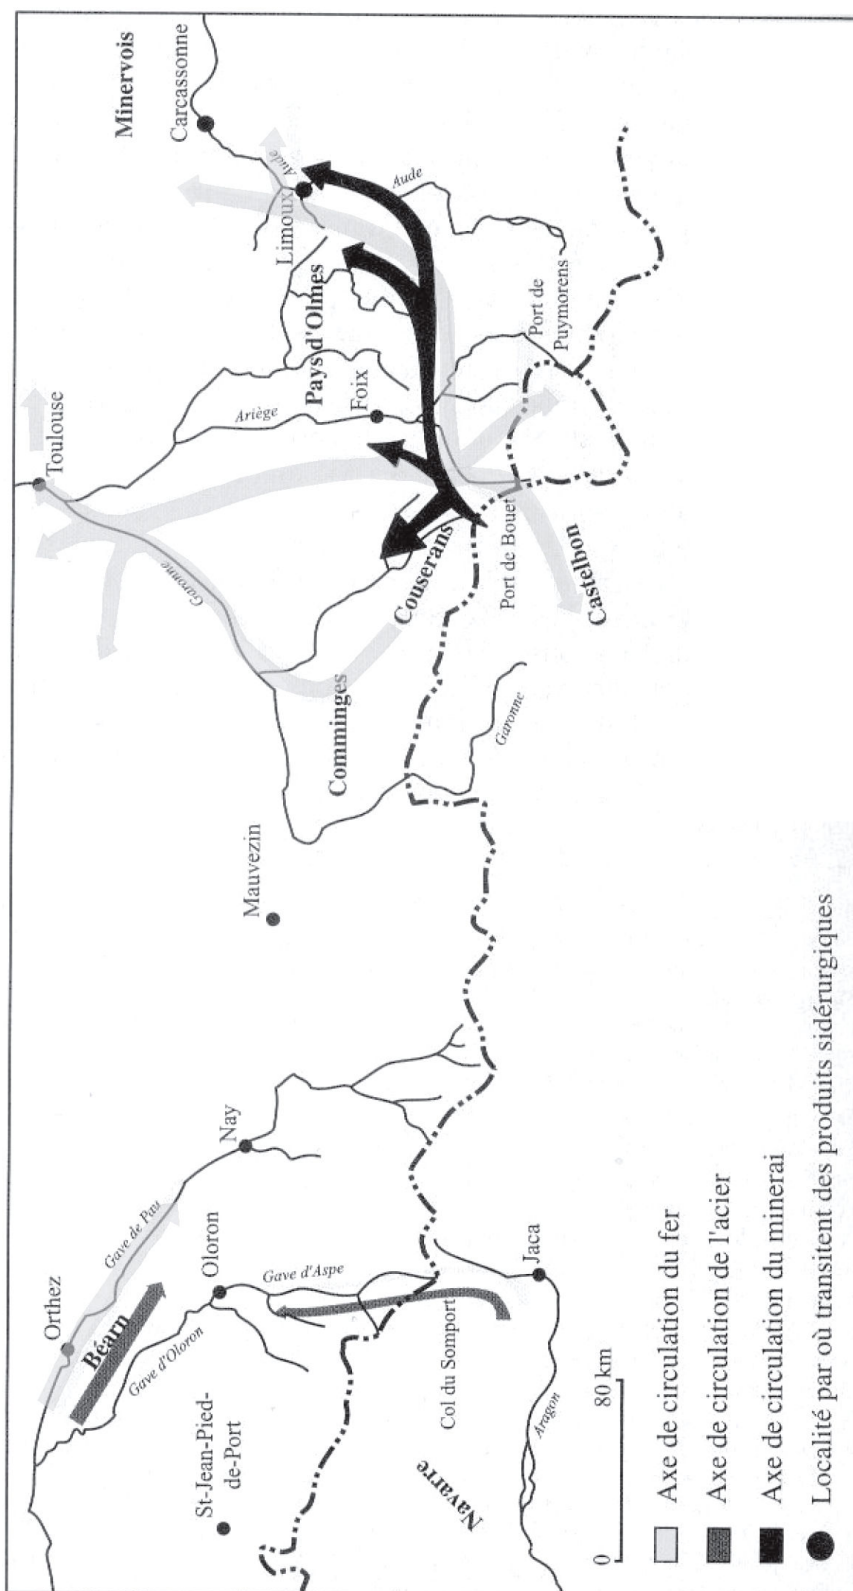 Minervois
Carcassonne
Aude
Limoux
Aude
Pays d'Olmes
Port de
Puymorens
Toulouse
Ariège
Foix
Garonne
Couserans
Port de Bouet
Castelbon
Comminges
Garonne
Mauvezin
Nay
Gave de Pau
Orthez
Béarn
Oloron
Gave d'Aspe
Gave d'Oloron
Jaca
Col du Somport
St-Jean-Pied-
de-Port
Navarre
Aragon
0
80 km
Axe de circulation du fer
Axe de circulation de l'acier
Axe de circulation du minerai
Localité par où transitent des produits sidérurgiques